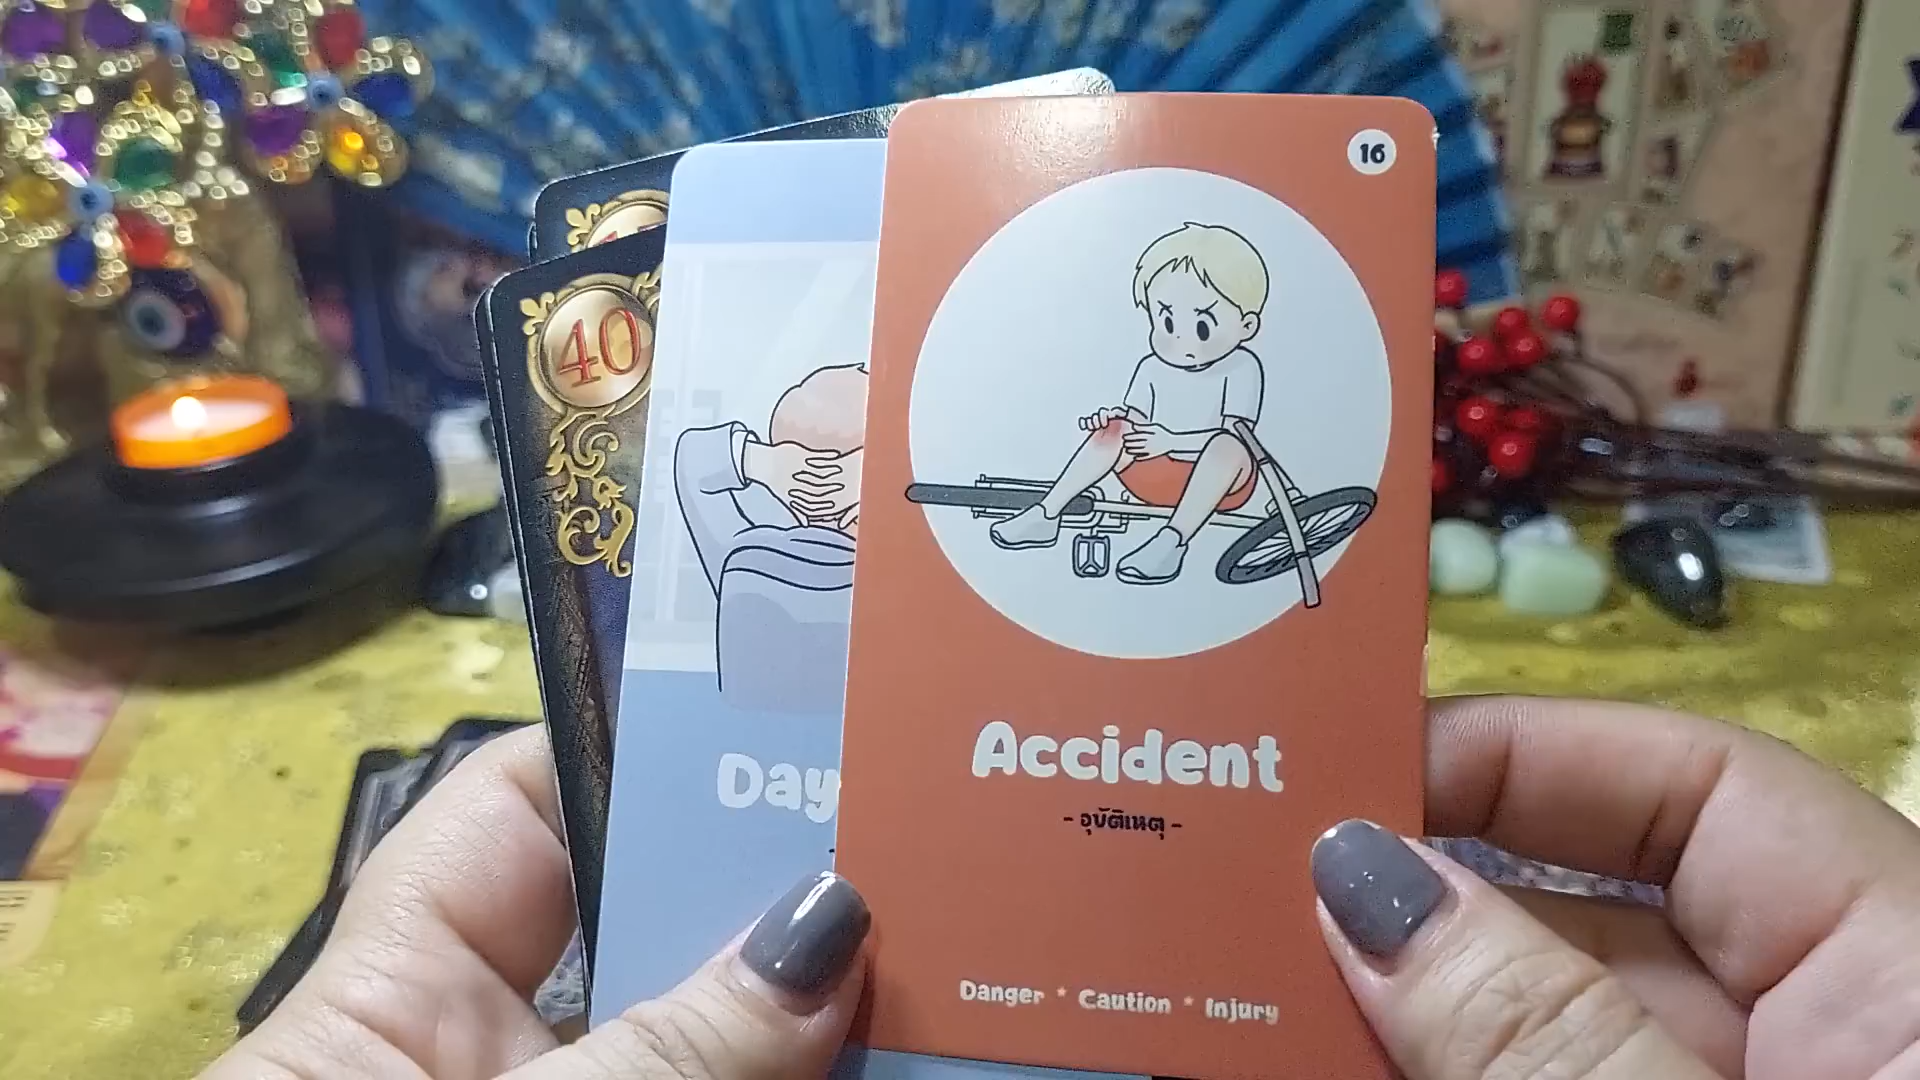 16
40
Day
Accident
- อุบัติเหตุ -
Danger * Caution * Injury